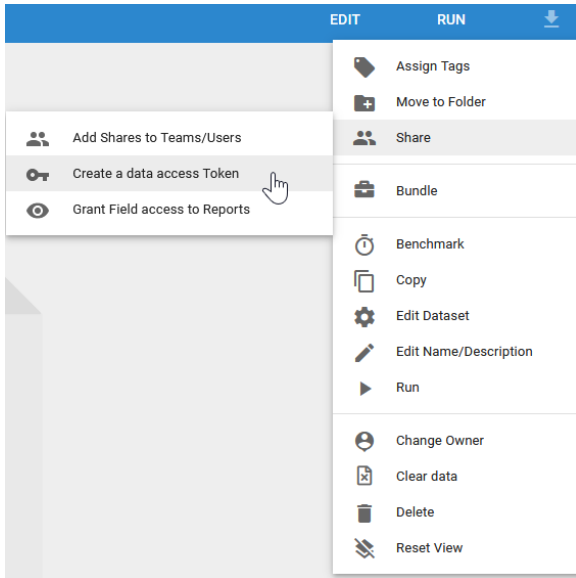 EDIT RUN
Assign Tags
Move to Folder
Share
Add Shares to Teams/Users
Create a data access Token
Grant Field access to Reports
Bundle
Benchmark
Copy
Edit Dataset
Edit Name/Description
Run
Change Owner
Clear data
Delete
Reset View